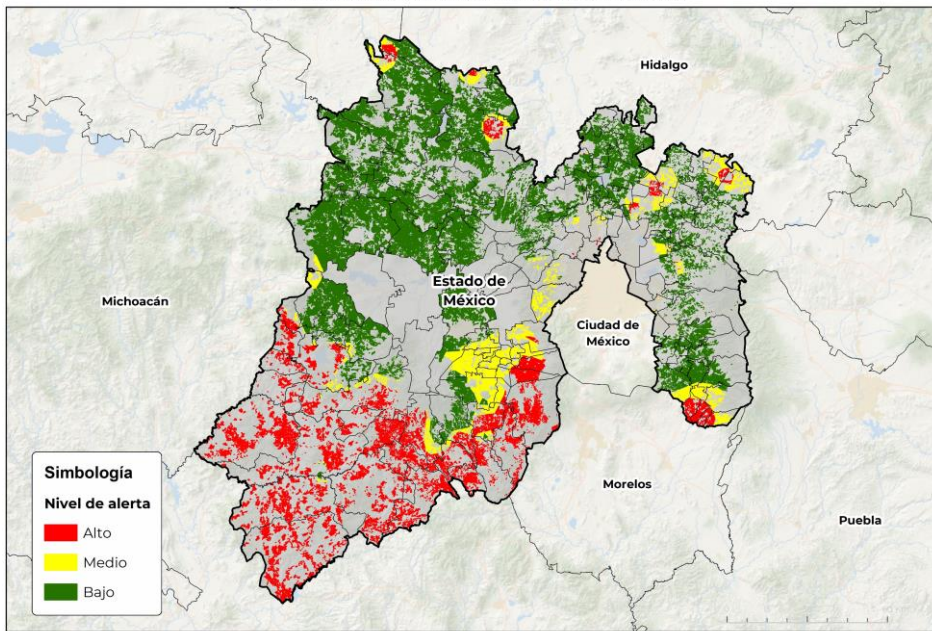 Hidalgo
Estado de
México
Michoacán
Ciudad de
México
Morelos
Puebla
Simbología
Nivel de alerta
Alto
Medio
Bajo